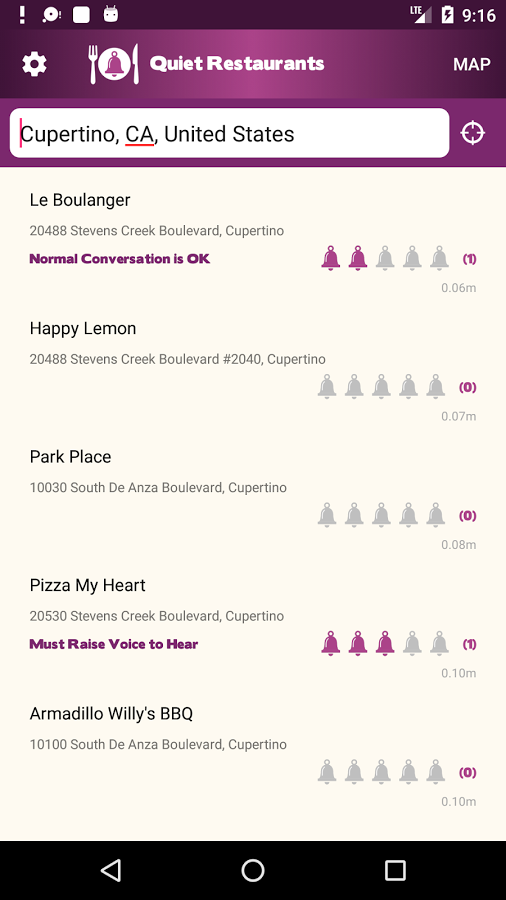 LTE 9:16
Quiet Restaurants MAP
Cupertino, CA, United States
Le Boulanger
20488 Stevens Creek Boulevard, Cupertino
Normal Conversation is OK (1)
0.06m
Happy Lemon
20488 Stevens Creek Boulevard #2040, Cupertino
(0)
0.07m
Park Place
10030 South De Anza Boulevard, Cupertino
(0)
0.08m
Pizza My Heart
20530 Stevens Creek Boulevard, Cupertino
Must Raise Voice to Hear (1)
0.10m
Armadillo Willy's BBQ
10100 South De Anza Boulevard, Cupertino
(0)
0.10m